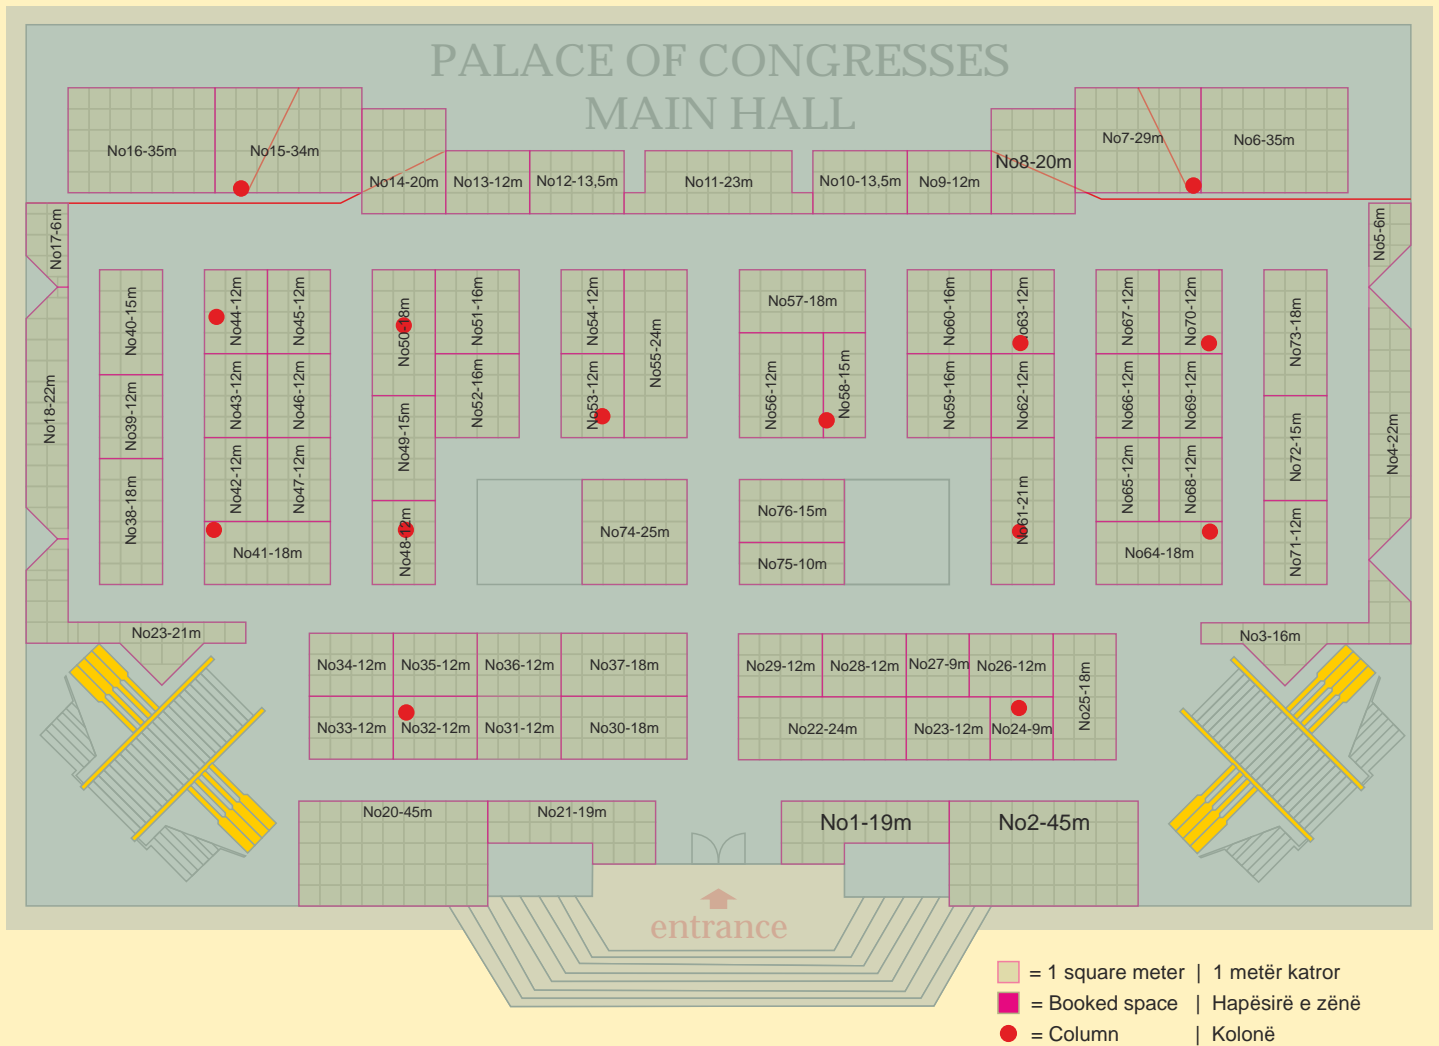 PALACE OF CONGRESSES
MAIN HALL
No16-35m
No15-34m
No14-20m
No13-12m
No12-13,5m
No11-23m
No10-13,5m
No9-12m
No8-20m
No7-29m
No6-35m
No17-6m
No5-6m
No18-22m
No4-22m
No40-15m
No39-12m
No38-18m
No44-12m
No45-12m
No43-12m
No46-12m
No42-12m
No47-12m
No41-18m
No50-18m
No51-16m
No49-15m
No52-16m
No48-12m
No54-12m
No53-12m
No55-24m
No57-18m
No56-12m
No58-15m
No60-16m
No63-12m
No59-16m
No62-12m
No61-21m
No67-12m
No70-12m
No66-12m
No69-12m
No65-12m
No68-12m
No64-18m
No73-18m
No72-15m
No71-12m
No74-25m
No76-15m
No75-10m
No23-21m
No3-16m
No34-12m
No35-12m
No36-12m
No37-18m
No33-12m
No32-12m
No31-12m
No30-18m
No29-12m
No28-12m
No27-9m
No26-12m
No25-18m
No22-24m
No23-12m
No24-9m
No20-45m
No21-19m
No1-19m
No2-45m
entrance
= 1 square meter | 1 metër katror
= Booked space | Hapësirë e zënë
= Column | Kolonë